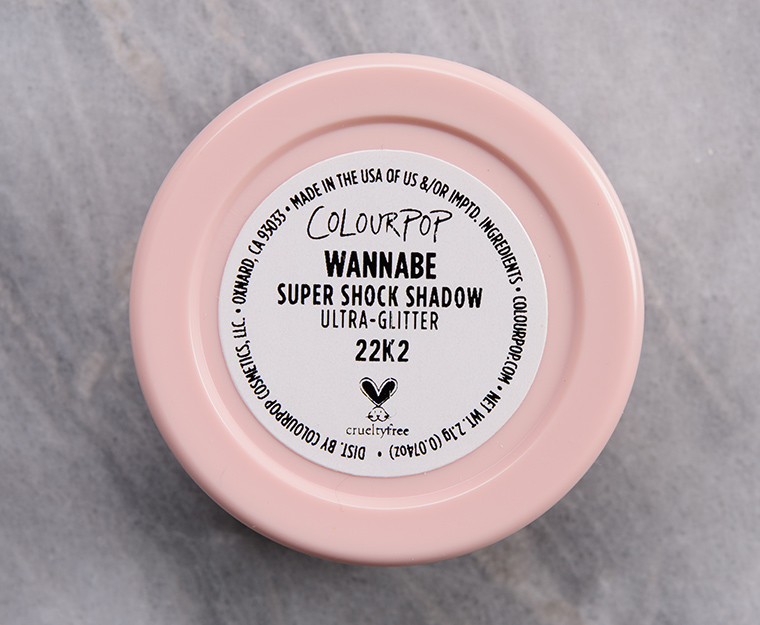 COLOURPOP
WANNABE
SUPER SHOCK SHADOW
ULTRA-GLITTER
22K2
crueltyfree
DIST. BY COLOURPOP COSMETICS, LLC. • OXNARD, CA 93033 • MADE IN THE USA OF US &/OR IMPTD. INGREDIENTS • COLOURPOP.COM • NET WT. 2.1g (0.074oz) •